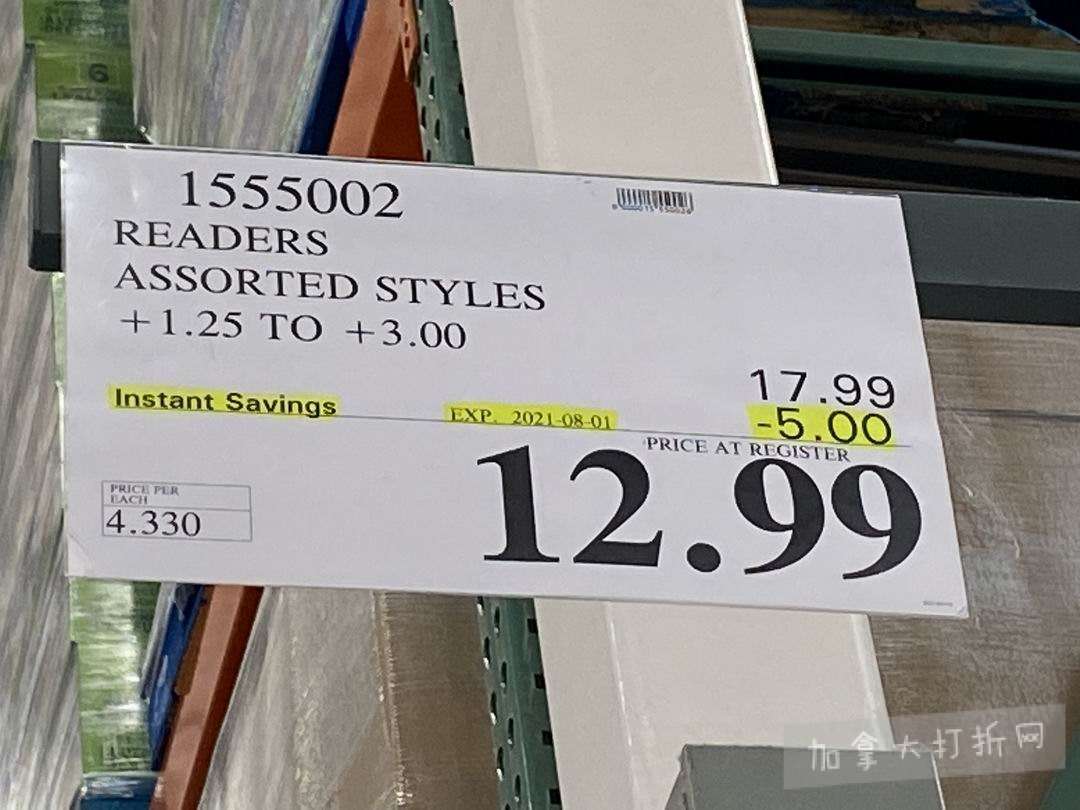 6
1555002
READERS
ASSORTED STYLES
+1.25 TO +3.00
17.99
Instant Savings EXP. 2021-08-01 -5.00
PRICE AT REGISTER
12.99
PRICE PER
EACH
4.330
加拿大打折网